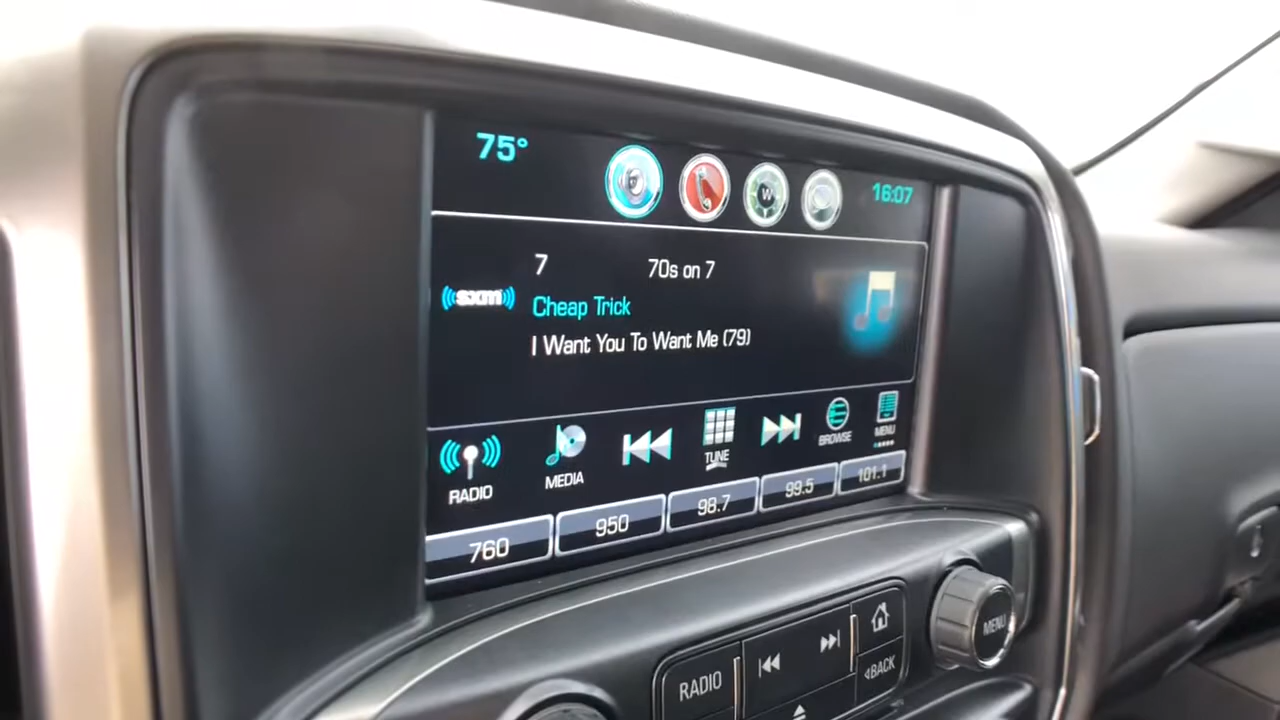 75°
W
16:07
7
70s on 7
((sxm))
Cheap Trick
I Want You To Want Me (79)
RADIO
MEDIA
TUNE
BROWSE
MENU
760
950
98.7
99.5
101.1
RADIO
BACK
MENU